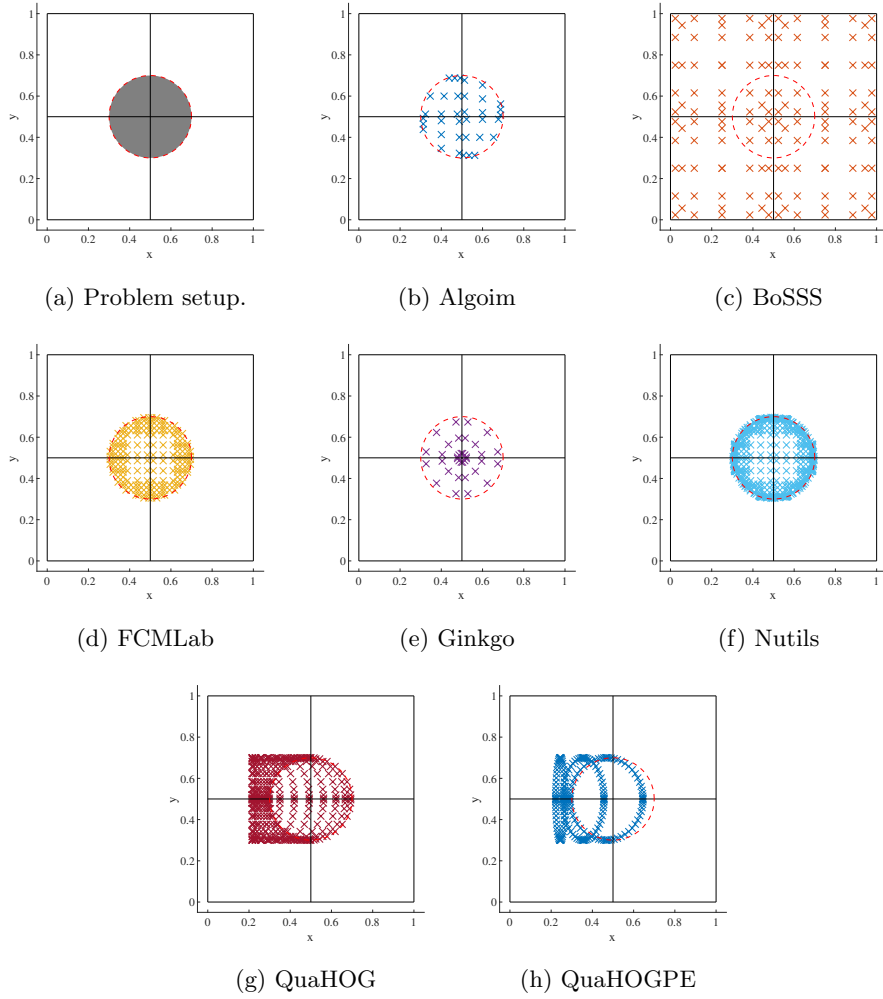 1
0.8
0.6
y
0.4
0.2
0
0 0.2 0.4 0.6 0.8 1
x
(a) Problem setup.
1
0.8
0.6
y
0.4
0.2
0
0 0.2 0.4 0.6 0.8 1
x
(b) Algoim
1
0.8
0.6
y
0.4
0.2
0
0 0.2 0.4 0.6 0.8 1
x
(c) BoSSS
1
0.8
0.6
y
0.4
0.2
0
0 0.2 0.4 0.6 0.8 1
x
(d) FCMLab
1
0.8
0.6
y
0.4
0.2
0
0 0.2 0.4 0.6 0.8 1
x
(e) Ginkgo
1
0.8
0.6
y
0.4
0.2
0
0 0.2 0.4 0.6 0.8 1
x
(f) Nutils
1
0.8
0.6
y
0.4
0.2
0
0 0.2 0.4 0.6 0.8 1
x
(g) QuaHOG
1
0.8
0.6
y
0.4
0.2
0
0 0.2 0.4 0.6 0.8 1
x
(h) QuaHOGPE